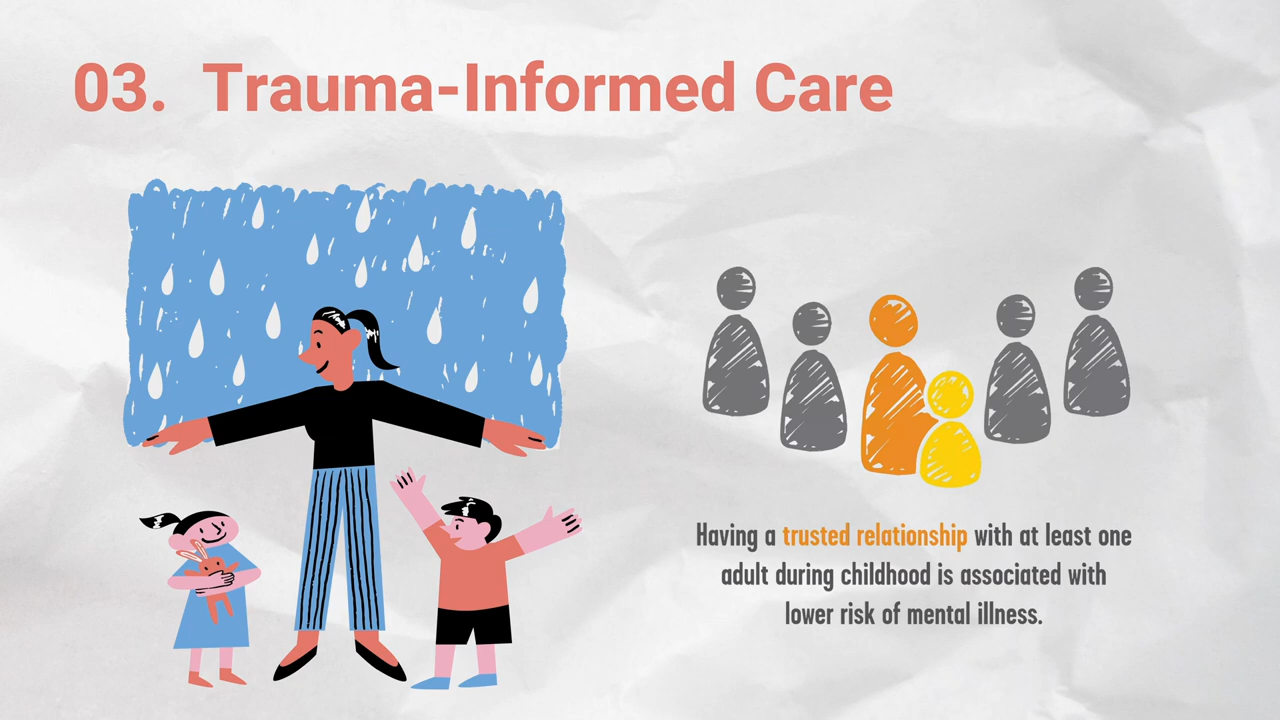 03. Trauma-Informed Care
Having a trusted relationship with at least one
adult during childhood is associated with
lower risk of mental illness.